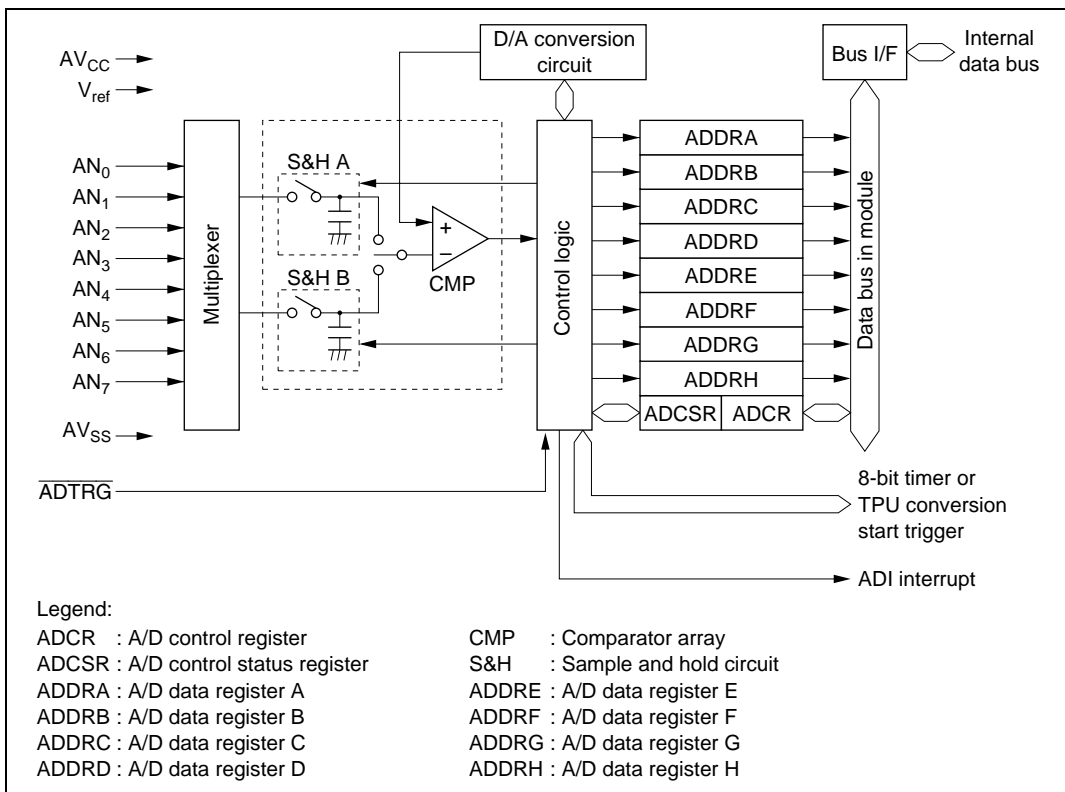 D/A conversion
circuit
Bus I/F
Internal
data bus
AVCC
Vref
AN0
AN1
AN2
AN3
AN4
AN5
AN6
AN7
AVSS
ADTRG
Multiplexer
S&H A
S&H B
+
−
CMP
Control logic
ADDRA
ADDRB
ADDRC
ADDRD
ADDRE
ADDRF
ADDRG
ADDRH
ADCSR ADCR
Data bus in module
8-bit timer or
TPU conversion
start trigger
ADI interrupt
Legend:
ADCR : A/D control register
ADCSR : A/D control status register
ADDRA : A/D data register A
ADDRB : A/D data register B
ADDRC : A/D data register C
ADDRD : A/D data register D
CMP : Comparator array
S&H : Sample and hold circuit
ADDRE : A/D data register E
ADDRF : A/D data register F
ADDRG : A/D data register G
ADDRH : A/D data register H